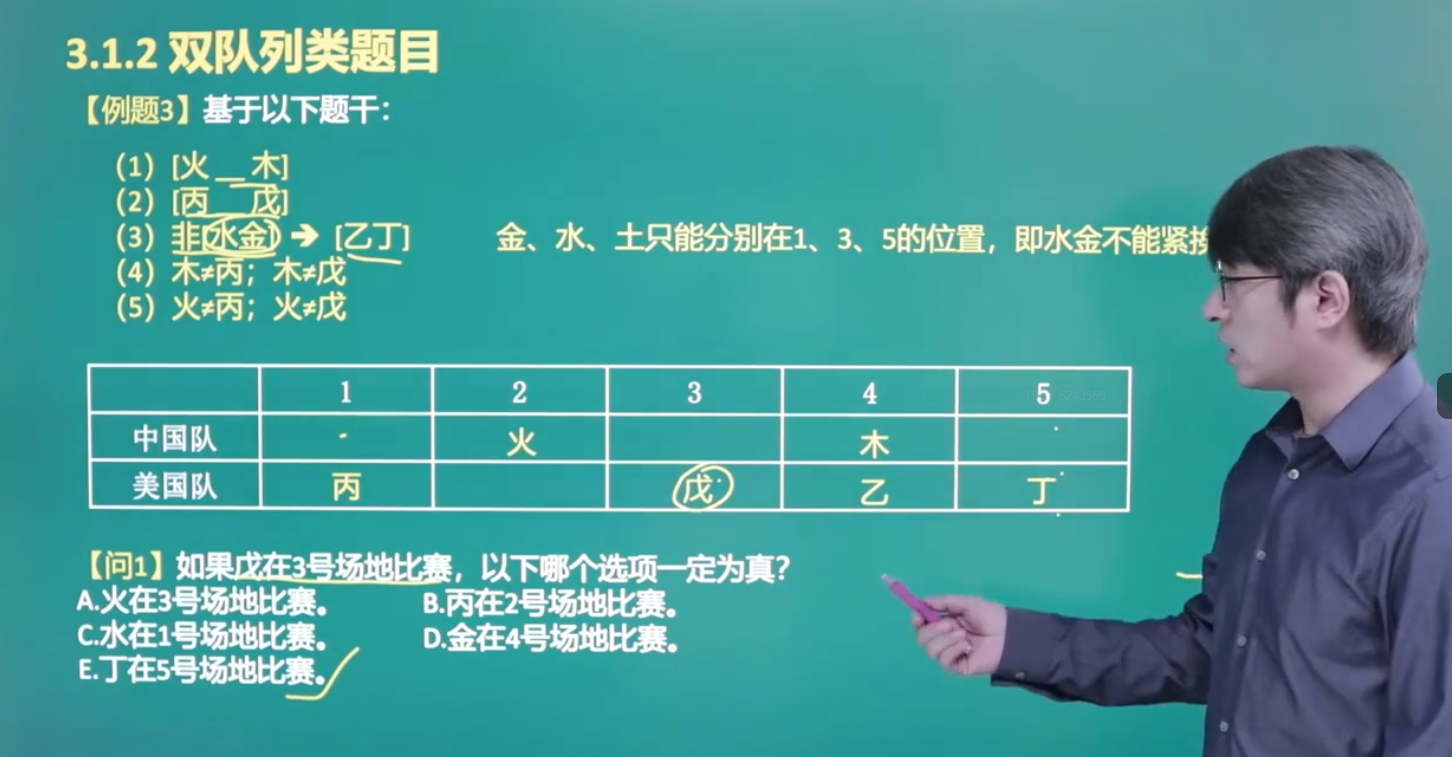 3.1.2 双队列类题目
【例题3】基于以下题干：
（1）[火 __ 木]
（2）[丙 __ 戊]
（3）非[水金] ➔ [乙丁] 金、水、土只能分别在1、3、5的位置，即水金不能紧挨
（4）木≠丙；木≠戊
（5）火≠丙；火≠戊
1 2 3 4 5
中国队 火 木
美国队 丙 戊 乙 丁
【问1】如果戊在3号场地比赛，以下哪个选项一定为真？
A.火在3号场地比赛。 B.丙在2号场地比赛。
C.水在1号场地比赛。 D.金在4号场地比赛。
E.丁在5号场地比赛。